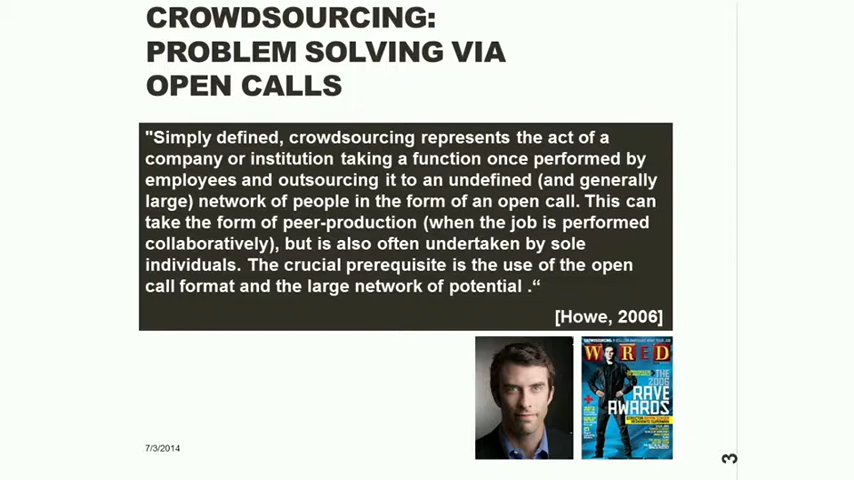 CROWDSOURCING:
PROBLEM SOLVING VIA
OPEN CALLS
"Simply defined, crowdsourcing represents the act of a
company or institution taking a function once performed by
employees and outsourcing it to an undefined (and generally
large) network of people in the form of an open call. This can
take the form of peer-production (when the job is performed
collaboratively), but is also often undertaken by sole
individuals. The crucial prerequisite is the use of the open
call format and the large network of potential .“
[Howe, 2006]
WIRED
THE
2006
RAVE
AWARDS
7/3/2014
3